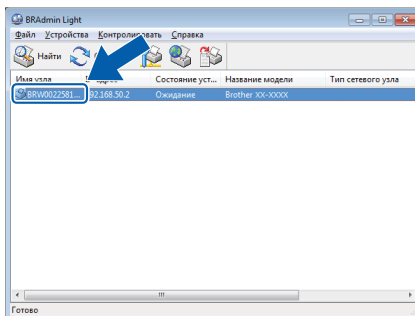 BRAdmin Light
Файл Устройства Контролировать Справка
Найти
Имя узла Состояние уст... Название модели Тип сетевого узла
BRW0022581... 92.168.50.2 Ожидание Brother XX-XXXX
Готово